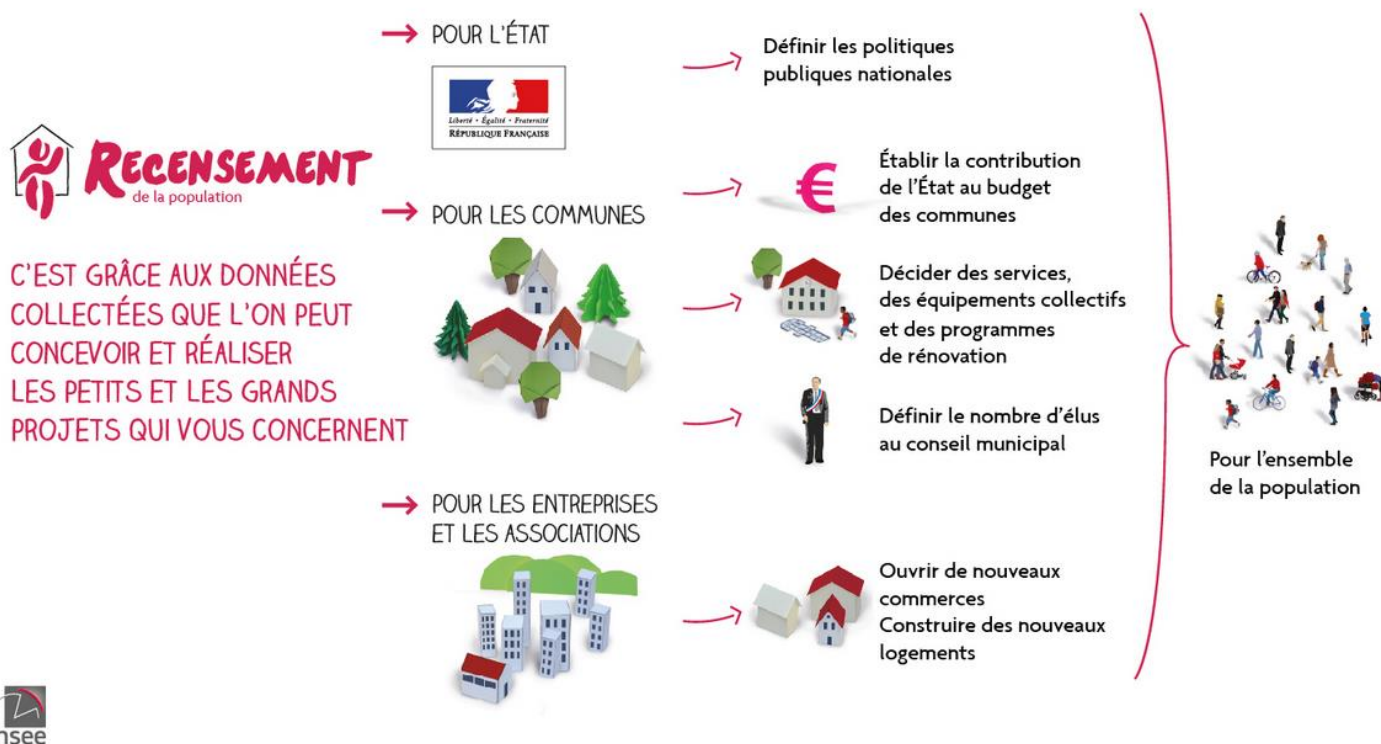 RECENSEMENT
de la population
C'EST GRÂCE AUX DONNÉES
COLLECTÉES QUE L'ON PEUT
CONCEVOIR ET RÉALISER
LES PETITS ET LES GRANDS
PROJETS QUI VOUS CONCERNENT
POUR L'ÉTAT
Liberté • Égalité • Fraternité
RÉPUBLIQUE FRANÇAISE
Définir les politiques
publiques nationales
POUR LES COMMUNES
€
Établir la contribution
de l'État au budget
des communes
Décider des services,
des équipements collectifs
et des programmes
de rénovation
Définir le nombre d'élus
au conseil municipal
POUR LES ENTREPRISES
ET LES ASSOCIATIONS
Ouvrir de nouveaux
commerces
Construire des nouveaux
logements
Pour l'ensemble
de la population
nsee